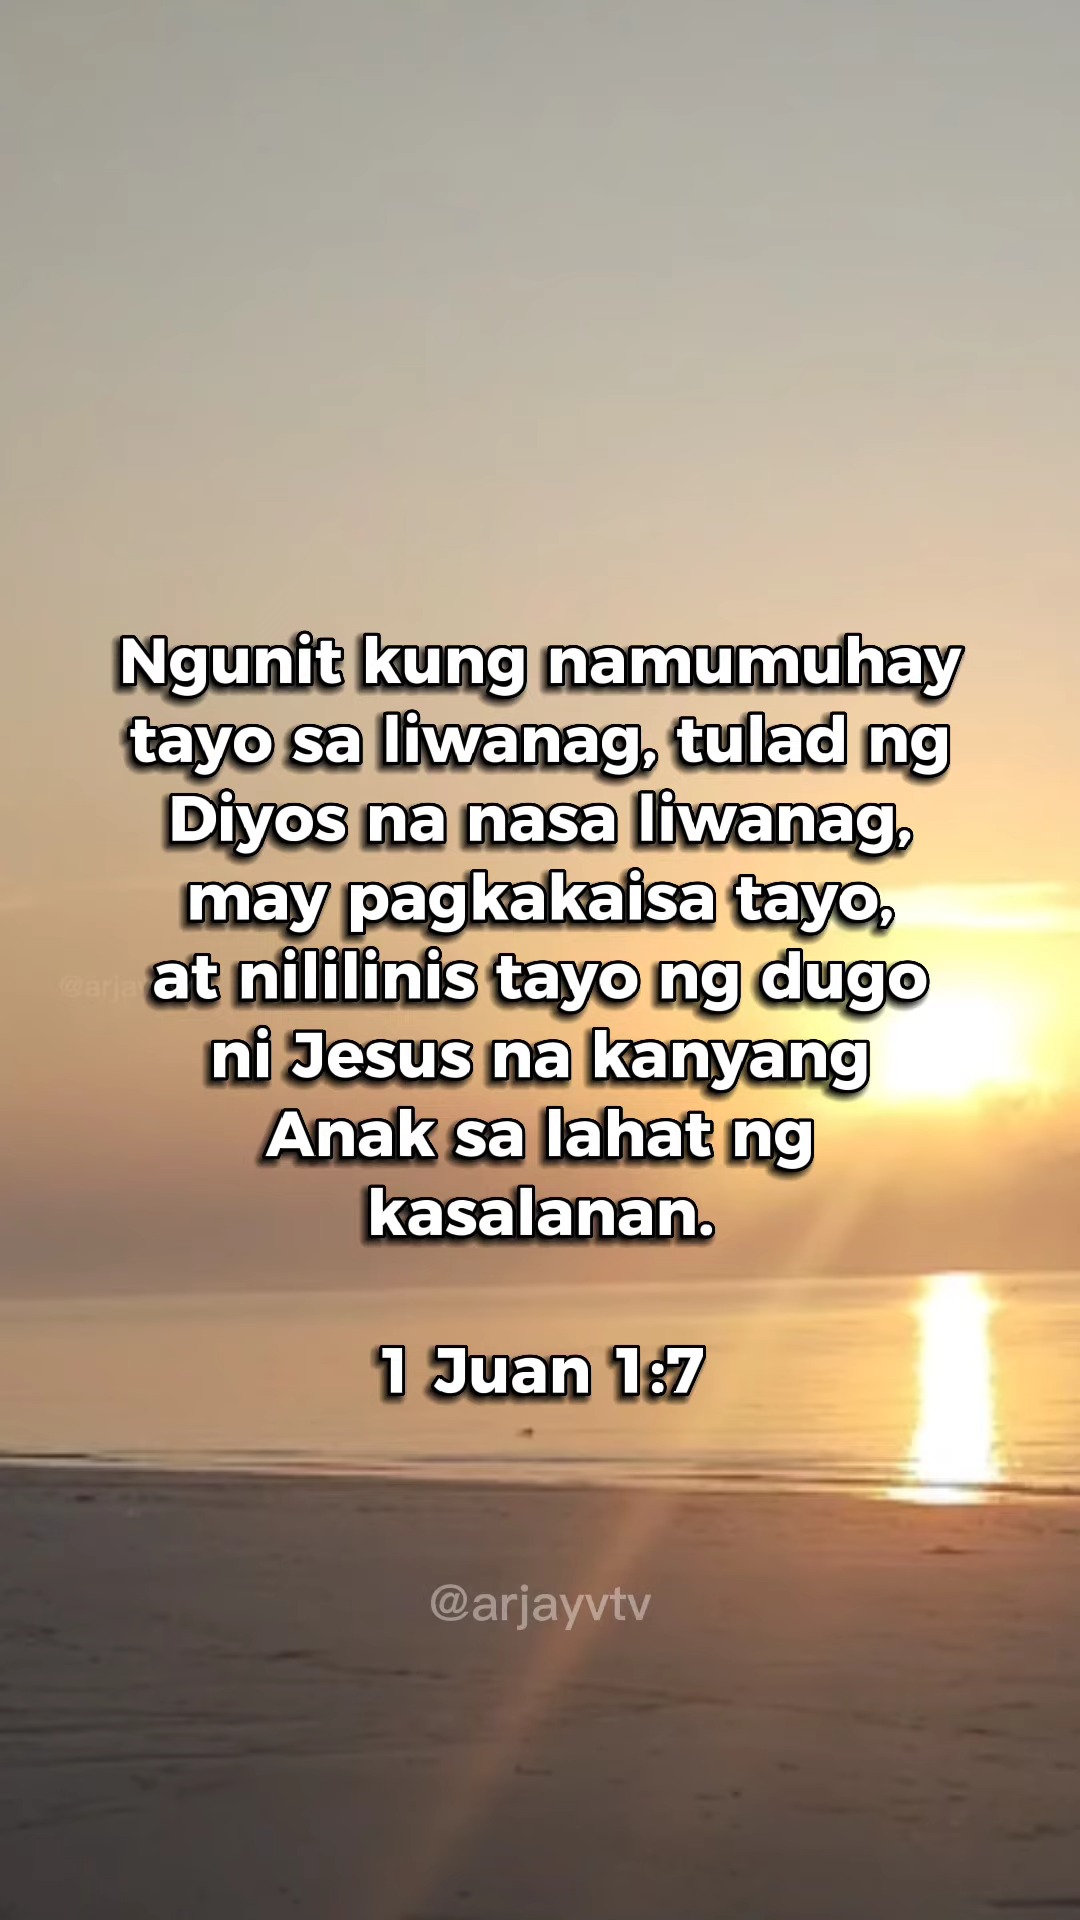 Ngunit kung namumuhay
tayo sa liwanag, tulad ng
Diyos na nasa liwanag,
may pagkakaisa tayo,
at nililinis tayo ng dugo
ni Jesus na kanyang
Anak sa lahat ng
kasalanan.
1 Juan 1:7
@arjayvtv